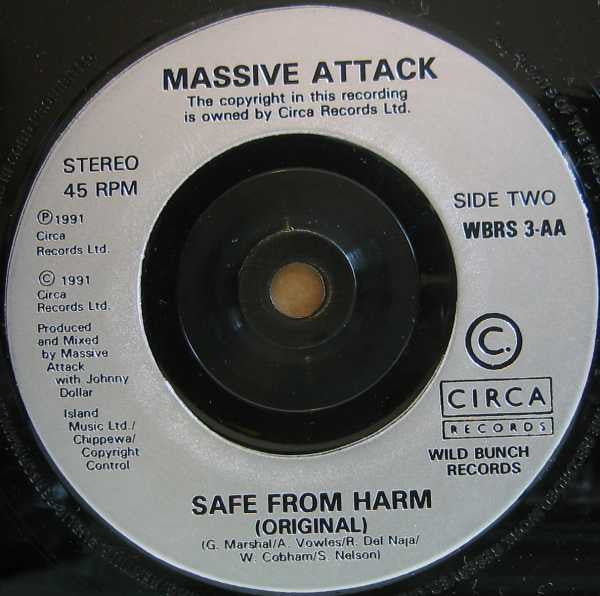 MASSIVE ATTACK
The copyright in this recording
is owned by Circa Records Ltd.
STEREO
45 RPM
℗ 1991
Circa
Records Ltd.
© 1991
Circa
Records Ltd.
Produced
and Mixed
by Massive
Attack
with Johnny
Dollar
Island
Music Ltd./
Chippewa/
Copyright
Control
SIDE TWO
WBRS 3-AA
C.
CIRCA
RECORDS
WILD BUNCH
RECORDS
SAFE FROM HARM
(ORIGINAL)
(G. Marshal/A. Vowles/R. Del Naja/
W. Cobham/S. Nelson)